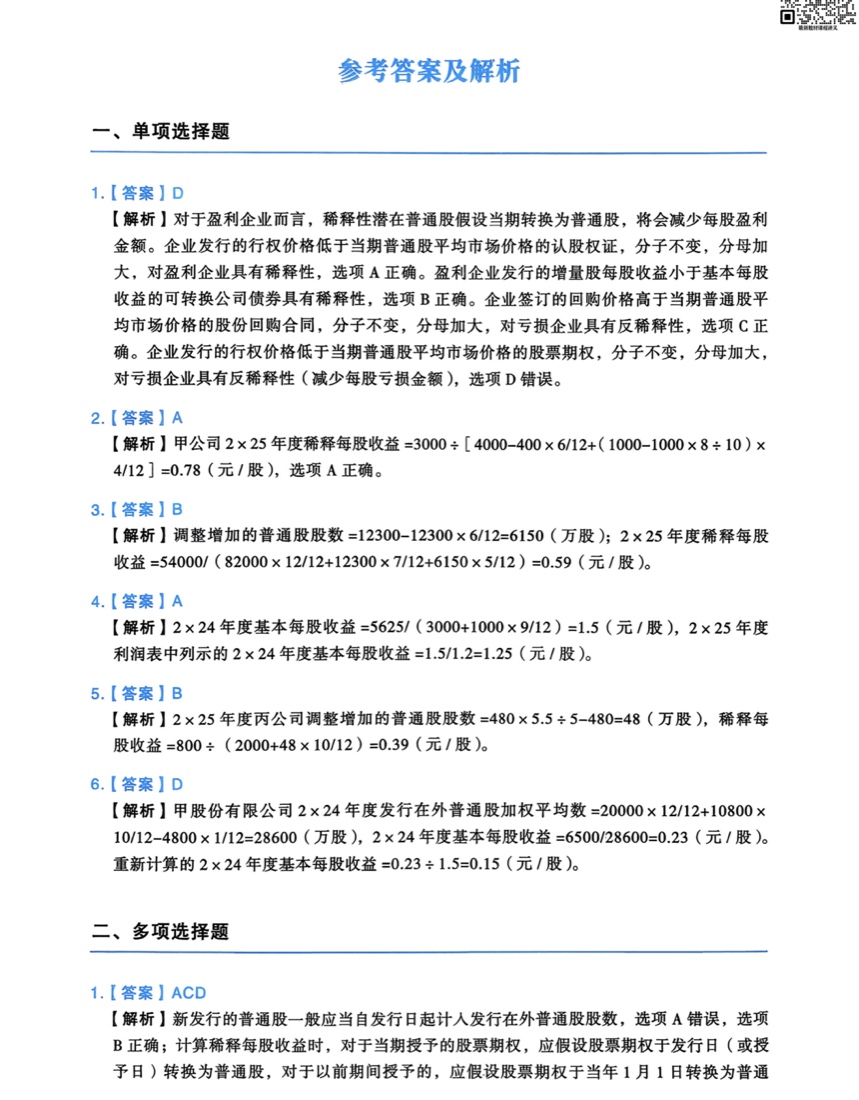 参考答案及解析
一、单项选择题
1.【答案】D
【解析】对于盈利企业而言，稀释性潜在普通股假设当期转换为普通股，将会减少每股盈利
金额。企业发行的行权价格低于当期普通股平均市场价格的认股权证，分子不变，分母加
大，对盈利企业具有稀释性，选项 A 正确。盈利企业发行的增量股每股收益小于基本每股
收益的可转换公司债券具有稀释性，选项 B 正确。企业签订的回购价格高于当期普通股平
均市场价格的股份回购合同，分子不变，分母加大，对亏损企业具有反稀释性，选项 C 正
确。企业发行的行权价格低于当期普通股平均市场价格的股票期权，分子不变，分母加大，
对亏损企业具有反稀释性（减少每股亏损金额），选项 D 错误。
2.【答案】A
【解析】甲公司 2×25 年度稀释每股收益 =3000÷［4000-400×6/12+（1000-1000×8÷10）×
4/12］=0.78（元/股），选项 A 正确。
3.【答案】B
【解析】调整增加的普通股股数 =12300-12300×6/12=6150（万股）；2×25 年度稀释每股
收益 =54000/（82000×12/12+12300×7/12+6150×5/12）=0.59（元/股）。
4.【答案】A
【解析】2×24 年度基本每股收益 =5625/（3000+1000×9/12）=1.5（元/股），2×25 年度
利润表中列示的 2×24 年度基本每股收益 =1.5/1.2=1.25（元/股）。
5.【答案】B
【解析】2×25 年度丙公司调整增加的普通股股数 =480×5.5÷5-480=48（万股），稀释每
股收益 =800÷（2000+48×10/12）=0.39（元/股）。
6.【答案】D
【解析】甲股份有限公司 2×24 年度发行在外普通股加权平均数 =20000×12/12+10800×
10/12-4800×1/12=28600（万股），2×24 年度基本每股收益 =6500/28600=0.23（元/股）。
重新计算的 2×24 年度基本每股收益 =0.23÷1.5=0.15（元/股）。
二、多项选择题
1.【答案】ACD
【解析】新发行的普通股一般应当自发行日起计入发行在外普通股股数，选项 A 错误，选项
B 正确；计算稀释每股收益时，对于当期授予的股票期权，应假设股票期权于发行日（或授
予日）转换为普通股，对于以前期间授予的，应假设股票期权于当年 1 月 1 日转换为普通